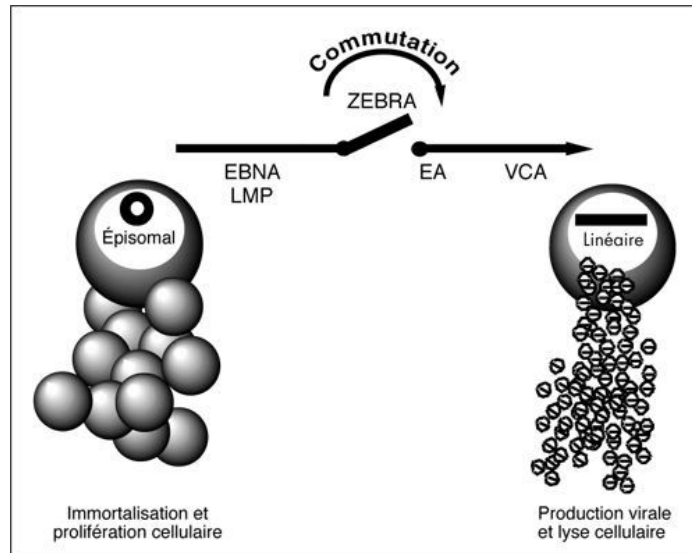 Commutation
ZEBRA
EBNA
LMP
EA
VCA
Épisomal
Linéaire
Immortalisation et
prolifération cellulaire
Production virale
et lyse cellulaire